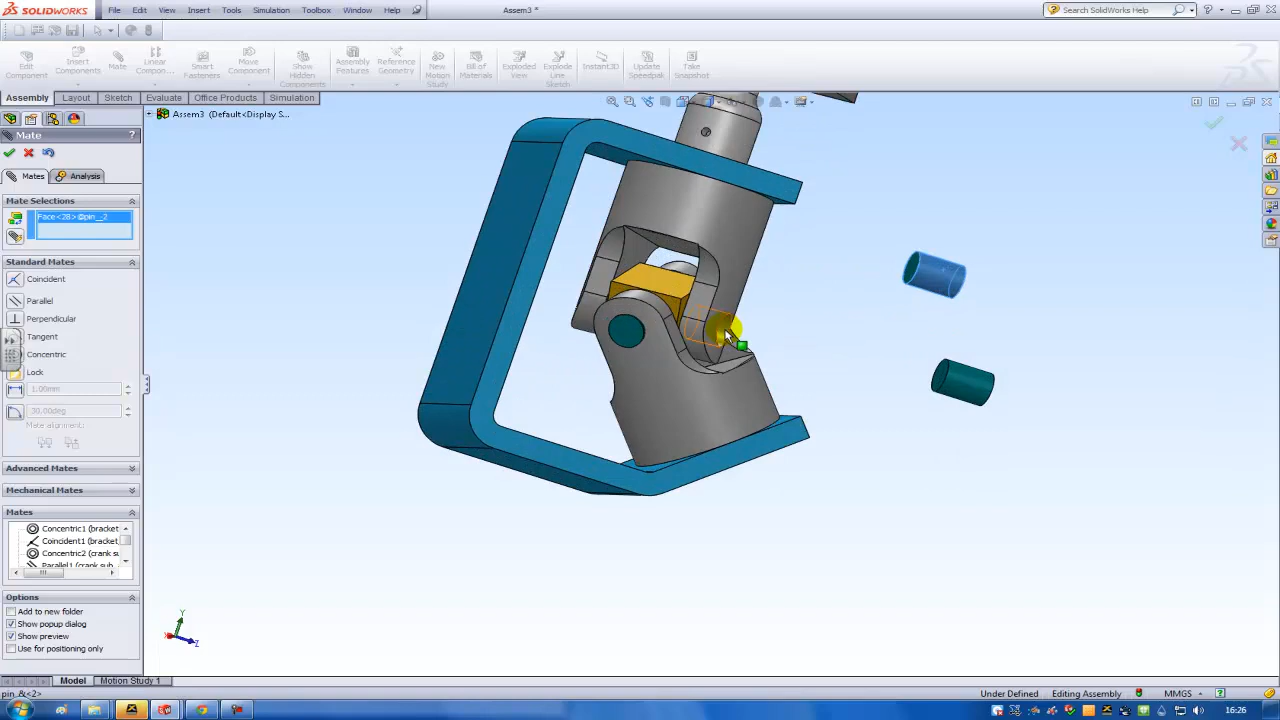 SOLIDWORKS File Edit View Insert Tools Simulation Toolbox Window Help Assem3 * Search SolidWorks Help
Edit Component
Insert Components
Mate
Linear Compon...
Smart Fasteners
Move Component
Show Hidden Components
Assembly Features
Reference Geometry
New Motion Study
Bill of Materials
Exploded View
Explode Line Sketch
Instant3D
Update Speedpak
Take Snapshot
Assembly Layout Sketch Evaluate Office Products Simulation
Assem3 (Default<Display S...
Mate ?
Mates Analysis
Mate Selections
Face<28>@pin_-2
Standard Mates
Coincident
Parallel
Perpendicular
Tangent
Concentric
Lock
1.00mm
30.00deg
Mate alignment:
Advanced Mates
Mechanical Mates
Mates
Concentric1 (bracket
Coincident1 (bracket
Concentric2 (crank su
Parallel1 (crank sub
Options
Add to new folder
Show popup dialog
Show preview
Use for positioning only
Y
X
Z
Model Motion Study 1
pin_&<2> Under Defined Editing Assembly MMGS
16:26